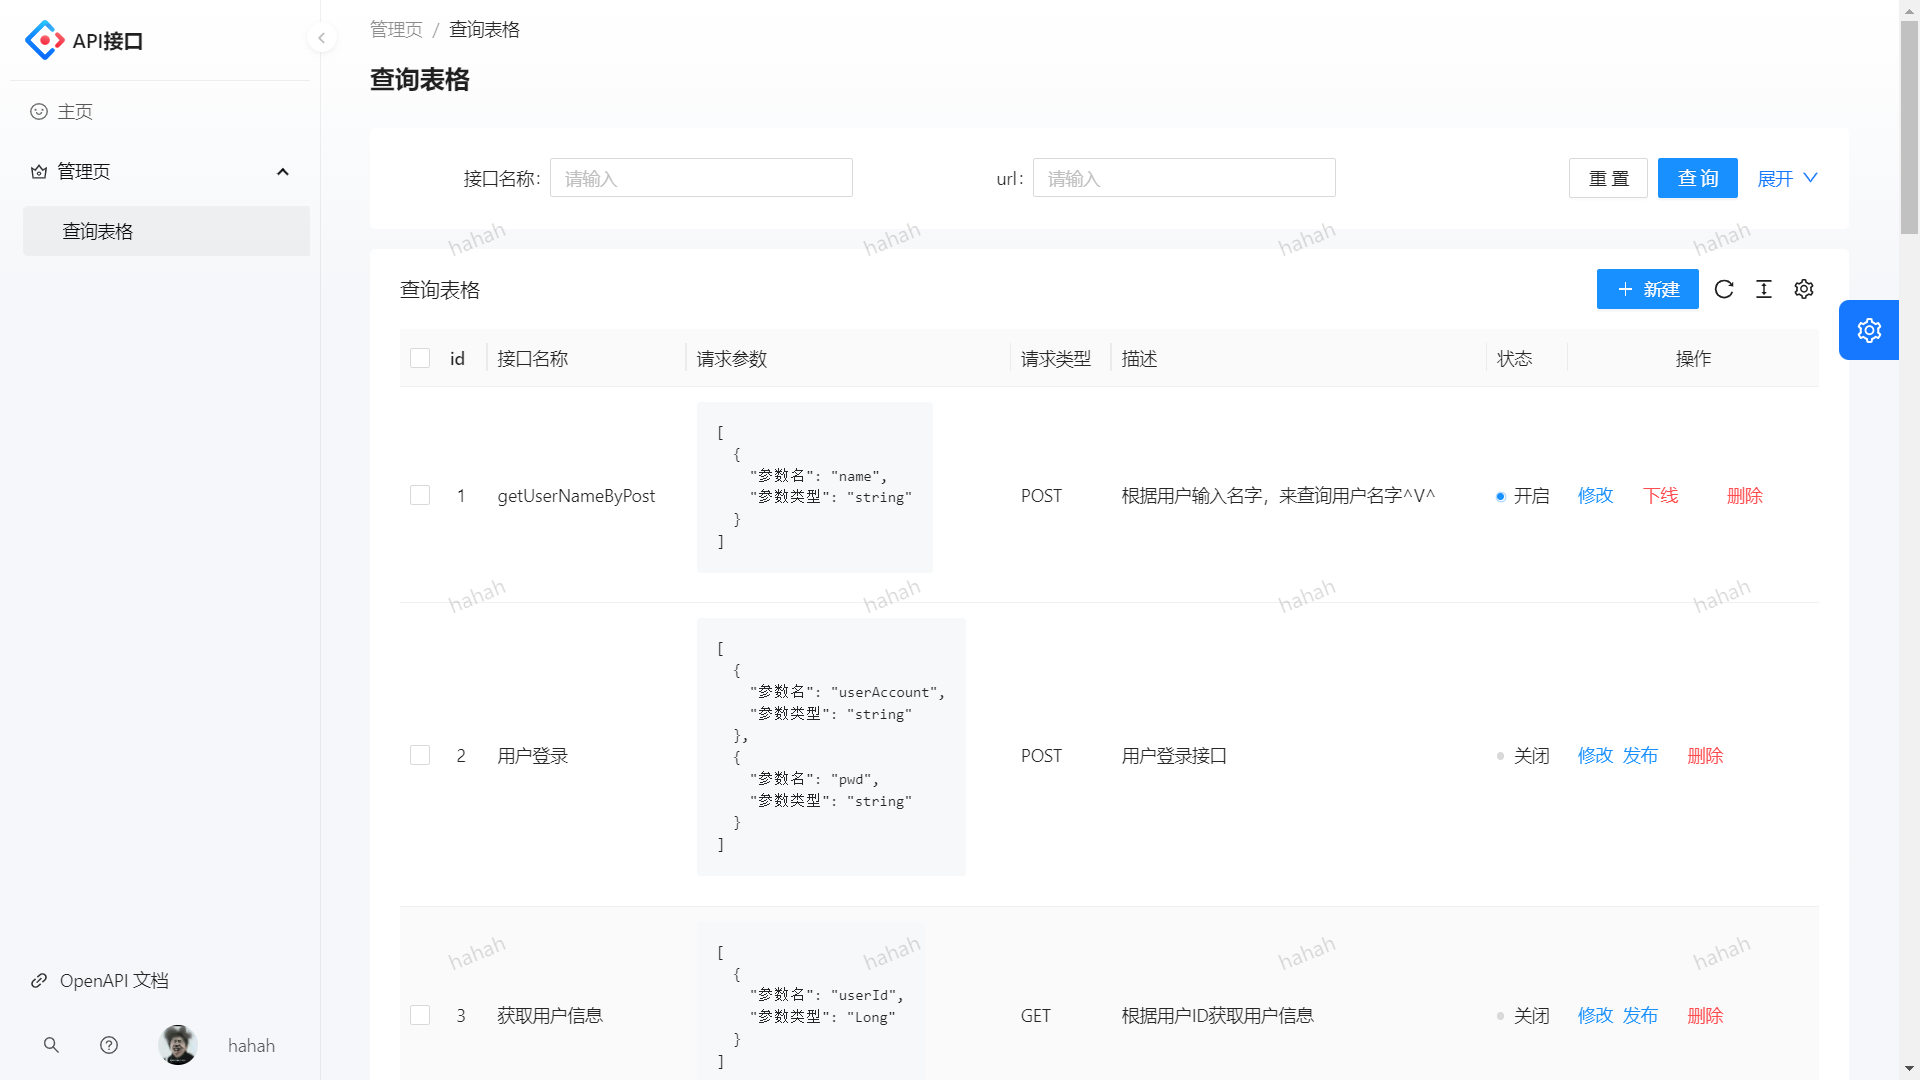 API接口
主页
管理页
查询表格
OpenAPI 文档
hahah
管理页 / 查询表格
查询表格
接口名称: 请输入
url: 请输入
重 置
查 询
展开
查询表格
新建
id 接口名称 请求参数 请求类型 描述 状态 操作
1 getUserNameByPost
[
{
"参数名": "name",
"参数类型": "string"
}
]
POST 根据用户输入名字，来查询用户名字^V^ 开启 修改 下线 删除
2 用户登录
[
{
"参数名": "userAccount",
"参数类型": "string"
},
{
"参数名": "pwd",
"参数类型": "string"
}
]
POST 用户登录接口 关闭 修改 发布 删除
3 获取用户信息
[
{
"参数名": "userId",
"参数类型": "Long"
}
]
GET 根据用户ID获取用户信息 关闭 修改 发布 删除
hahah hahah hahah hahah
hahah hahah hahah hahah
hahah hahah hahah hahah